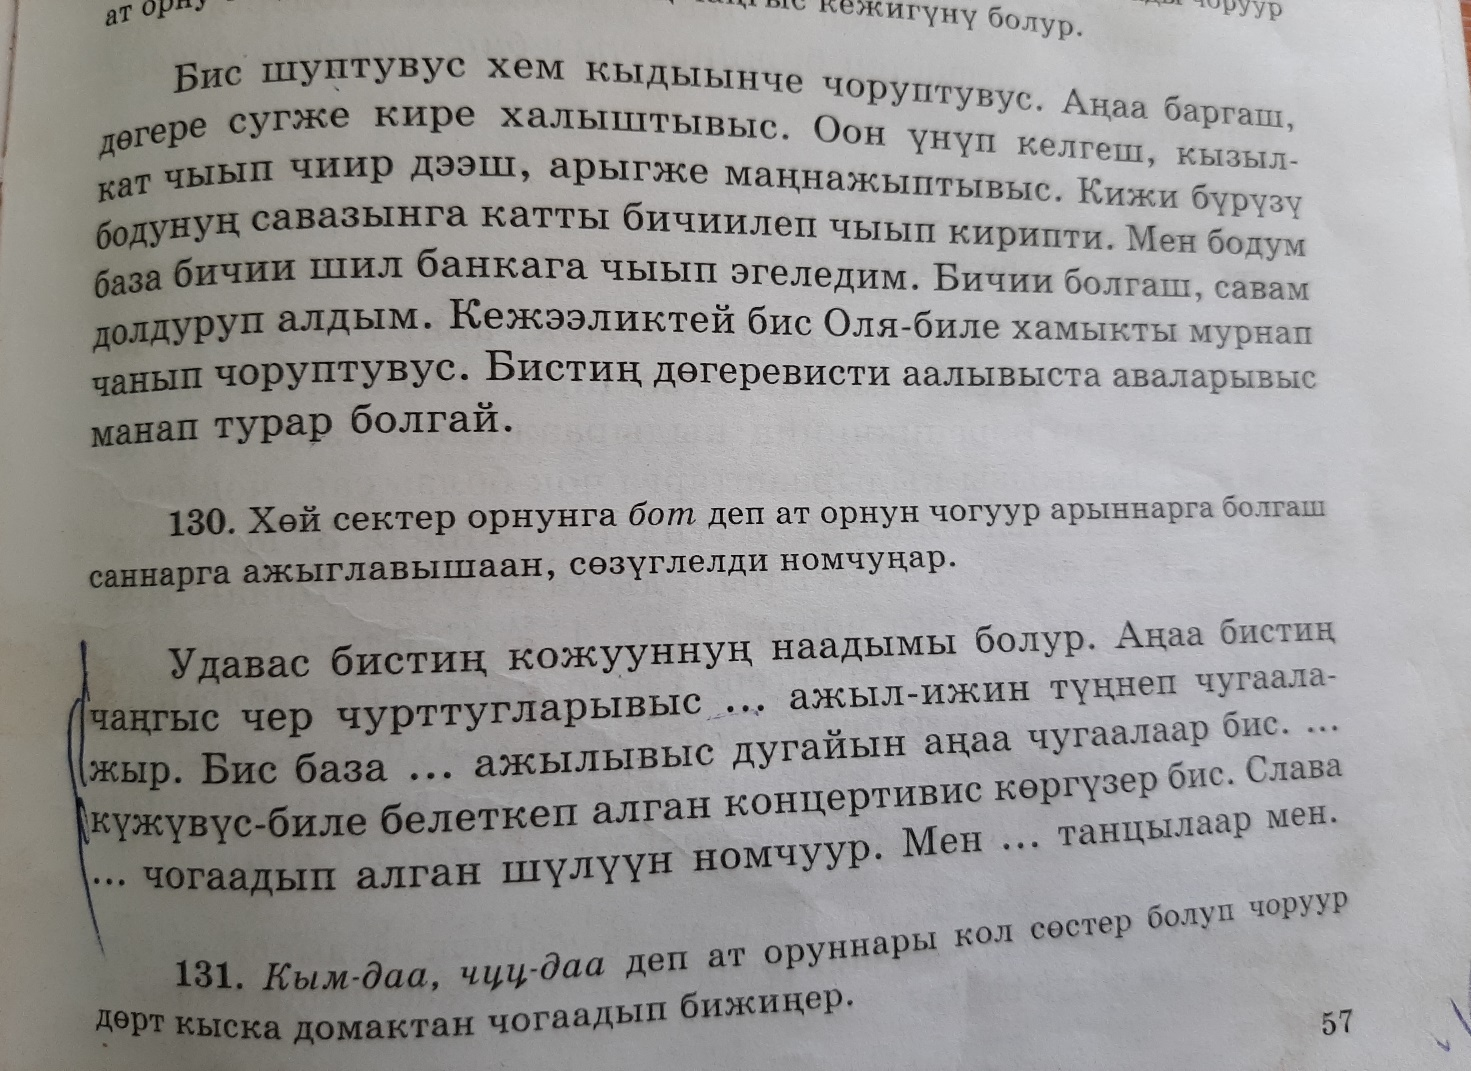 ат орну кежигүнү болур. чоруур
Бис шуптувус хем кыдыынче чоруптувус. Аңаа баргаш,
дөгере сугже кире халыштывыс. Оон үнүп келгеш, кызыл-
кат чыып чиир дээш, арыгже маңнажыптывыс. Кижи бүрүзү
бодунуң савазынга катты бичиилеп чыып кирипти. Мен бодум
база бичии шил банкага чыып эгеледим. Бичии болгаш, савам
долдуруп алдым. Кежээликтей бис Оля-биле хамыкты мурнап
чанып чоруптувус. Бистиң дөгеревисти аалывыста аваларывыс
манап турар болгай.
130. Хөй сектер орнунга бот деп ат орнун чогуур арыннарга болгаш
саннарга ажыглавышаан, сөзүглелди номчуңар.
Удавас бистиң кожууннуң наадымы болур. Аңаа бистиң
чаңгыс чер чурттугларывыс ... ажыл-ижин түңнеп чугаала-
жыр. Бис база ... ажылывыс дугайын аңаа чугаалаар бис. ...
күжүвүс-биле белеткеп алган концертивис көргүзер бис. Слава
... чогаадып алган шүлүүн номчуур. Мен ... танцылаар мен.
131. Кым-даа, чүү-даа деп ат оруннары кол сөстер болуп чоруур
дөрт кыска домактан чогаадып бижиңер.
57